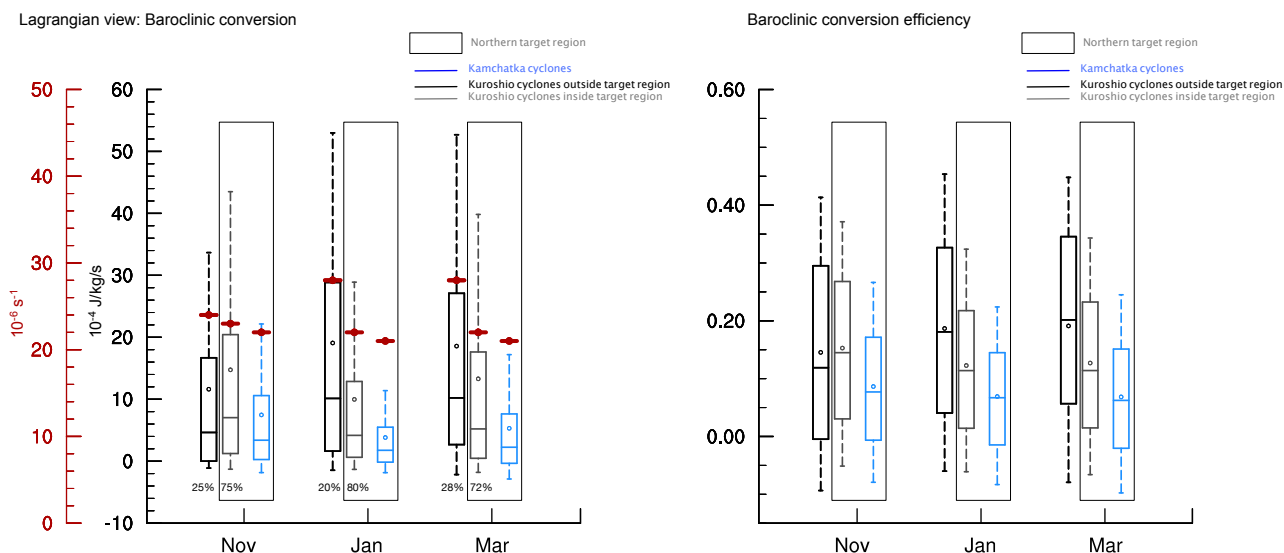 Lagrangian view: Baroclinic conversion
Northern target region
Kamchatka cyclones
Kuroshio cyclones outside target region
Kuroshio cyclones inside target region
50
40
30
20
10
0
10⁻⁶ s⁻¹
60
50
40
30
20
10
0
-10
10⁻⁴ J/kg/s
25% 75%
20% 80%
28% 72%
Nov
Jan
Mar
Baroclinic conversion efficiency
Northern target region
Kamchatka cyclones
Kuroshio cyclones outside target region
Kuroshio cyclones inside target region
0.60
0.40
0.20
0.00
Nov
Jan
Mar